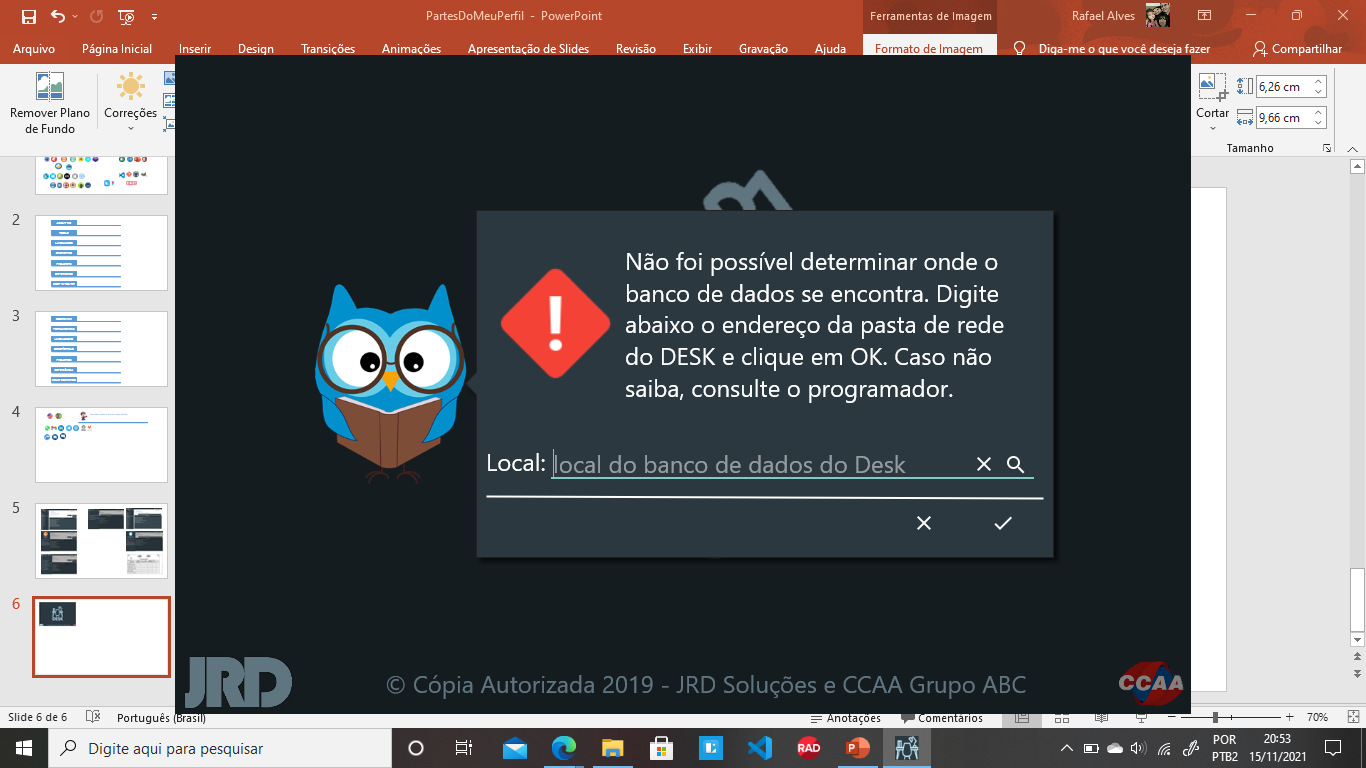 PartesDoMeuPerfil - PowerPoint
Ferramentas de Imagem
Rafael Alves
Arquivo
Página Inicial
Inserir
Design
Transições
Animações
Apresentação de Slides
Revisão
Exibir
Gravação
Ajuda
Formato de Imagem
Diga-me o que você deseja fazer
Compartilhar
Remover Plano
de Fundo
Correções
Cortar
6,26 cm
9,66 cm
Tamanho
2
3
4
5
6
Não foi possível determinar onde o
banco de dados se encontra. Digite
abaixo o endereço da pasta de rede
do DESK e clique em OK. Caso não
saiba, consulte o programador.
Local: local do banco de dados do Desk
JRD
© Cópia Autorizada 2019 - JRD Soluções e CCAA Grupo ABC
CCAA
Slide 6 de 6
Português (Brasil)
Anotações
Comentários
70%
Digite aqui para pesquisar
RAD
POR
PTB2
20:53
15/11/2021